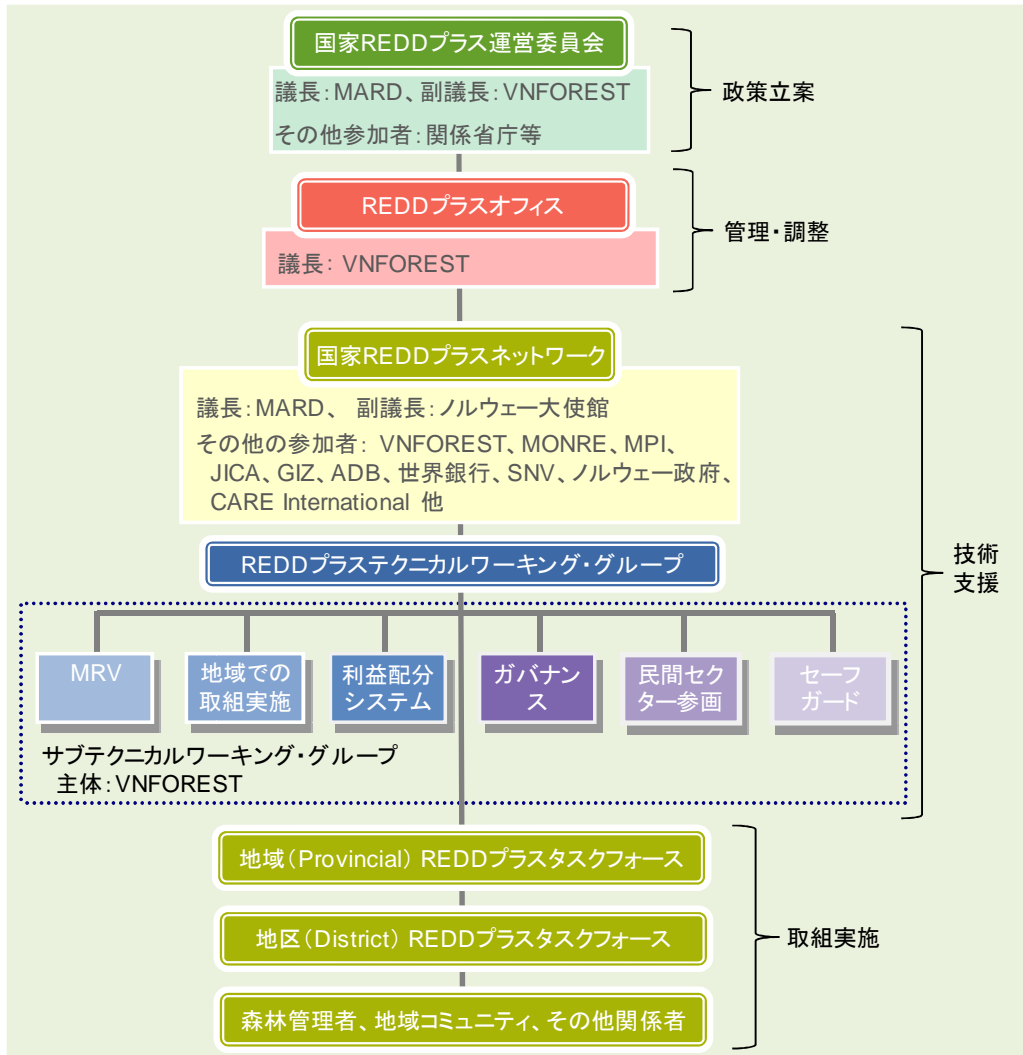 国家REDDプラス運営委員会
議長：MARD、副議長：VNFOREST
その他参加者：関係省庁等
政策立案
REDDプラスオフィス
議長： VNFOREST
管理・調整
国家REDDプラスネットワーク
議長：MARD、 副議長：ノルウェー大使館
その他の参加者： VNFOREST、MONRE、MPI、
JICA、GIZ、ADB、世界銀行、SNV、ノルウェー政府、
CARE International 他
REDDプラステクニカルワーキング・グループ
技術
支援
MRV
地域での
取組実施
利益配分
システム
ガバナン
ス
民間セク
ター参画
セーフ
ガード
サブテクニカルワーキング・グループ
主体：VNFOREST
地域（Provincial） REDDプラスタスクフォース
地区（District） REDDプラスタスクフォース
取組実施
森林管理者、地域コミュニティ、その他関係者